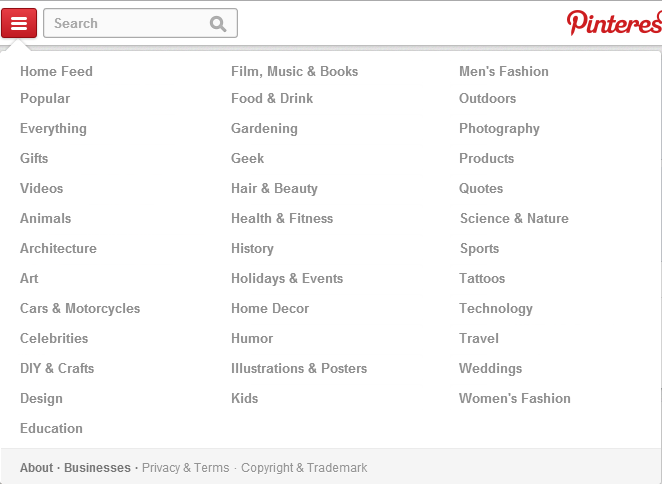 Search
Pinteres
Home Feed
Popular
Everything
Gifts
Videos
Animals
Architecture
Art
Cars & Motorcycles
Celebrities
DIY & Crafts
Design
Education
Film, Music & Books
Food & Drink
Gardening
Geek
Hair & Beauty
Health & Fitness
History
Holidays & Events
Home Decor
Humor
Illustrations & Posters
Kids
Men's Fashion
Outdoors
Photography
Products
Quotes
Science & Nature
Sports
Tattoos
Technology
Travel
Weddings
Women's Fashion
About · Businesses · Privacy & Terms · Copyright & Trademark